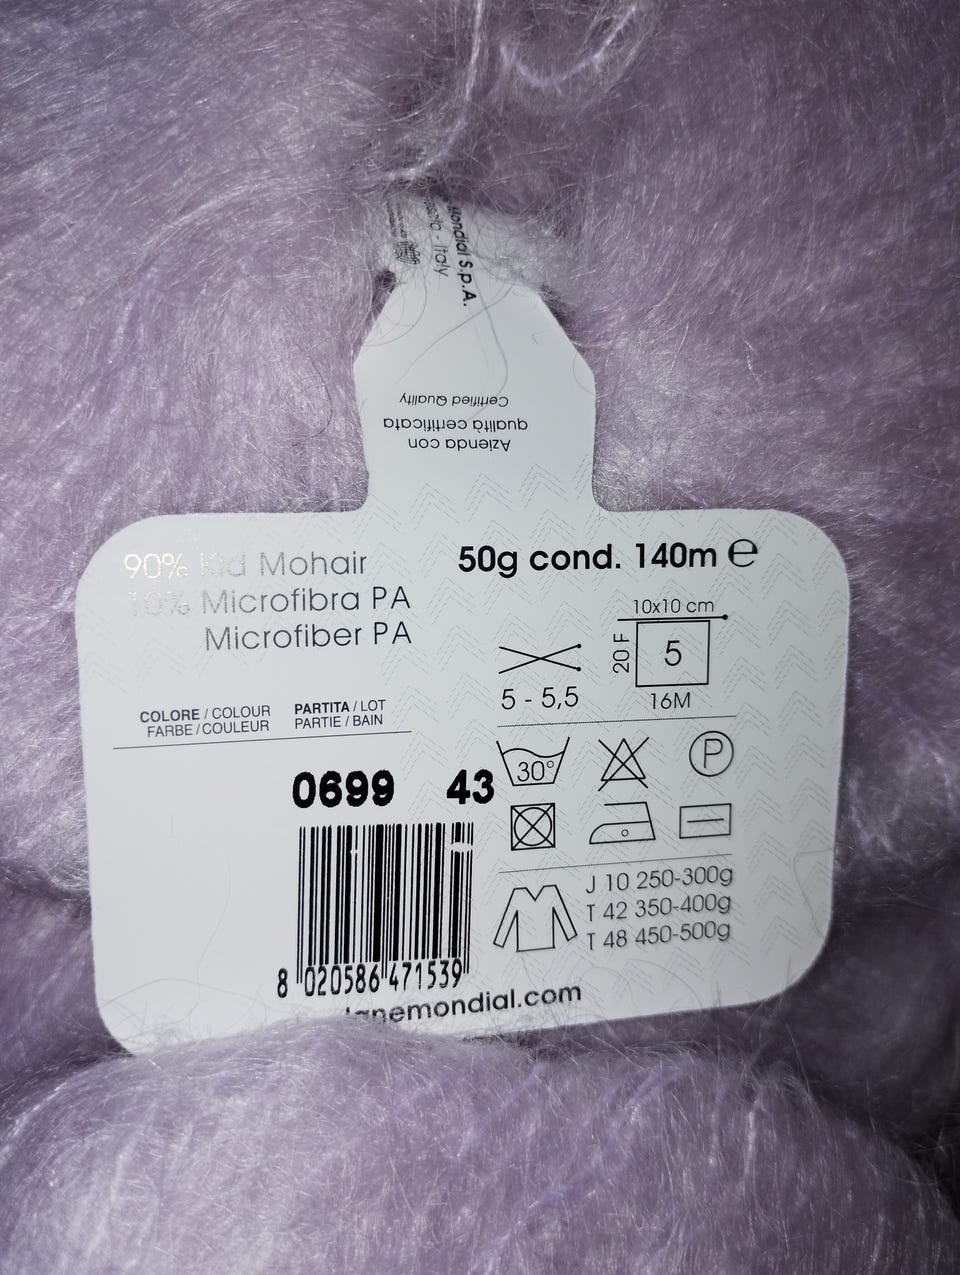 Mondial S.p.A.
- Italy
Azienda con
qualità certificata
Certified Quality
90% Kid Mohair
10% Microfibra PA
Microfiber PA
50g cond. 140m e
10x10 cm
20 F
5
16M
5 - 5,5
COLORE / COLOUR
FARBE / COULEUR
PARTITA / LOT
PARTIE / BAIN
0699 43
30°
P
J 10 250-300g
T 42 350-400g
T 48 450-500g
8 020586 471539
lanemondial.com